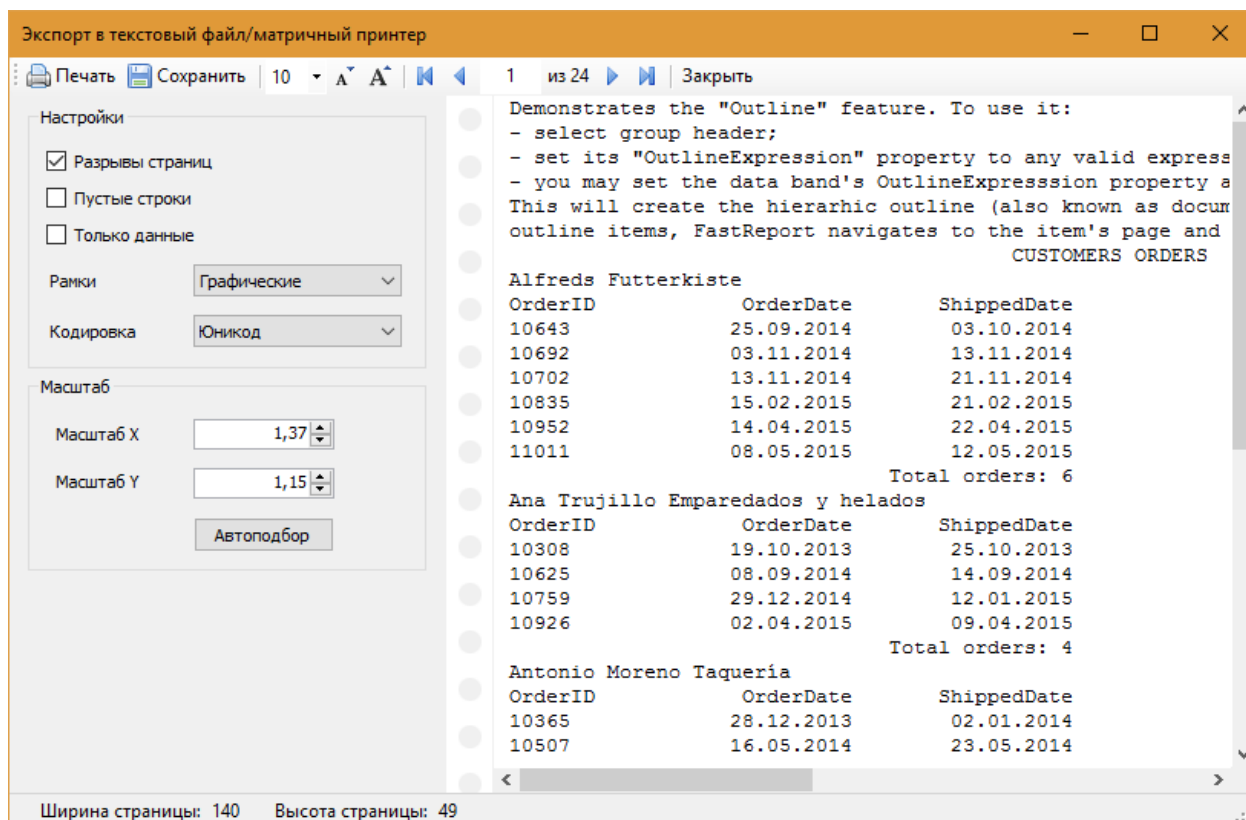 Экспорт в текстовый файл/матричный принтер
Печать Сохранить 10 A A 1 из 24 Закрыть
Настройки
Разрывы страниц
Пустые строки
Только данные
Рамки Графические
Кодировка Юникод
Масштаб
Масштаб X 1,37
Масштаб Y 1,15
Автоподбор
Demonstrates the "Outline" feature. To use it:
- select group header;
- set its "OutlineExpression" property to any valid express
- you may set the data band's OutlineExpresssion property a
This will create the hierarhic outline (also known as docum
outline items, FastReport navigates to the item's page and
CUSTOMERS ORDERS
Alfreds Futterkiste
OrderID OrderDate ShippedDate
10643 25.09.2014 03.10.2014
10692 03.11.2014 13.11.2014
10702 13.11.2014 21.11.2014
10835 15.02.2015 21.02.2015
10952 14.04.2015 22.04.2015
11011 08.05.2015 12.05.2015
Total orders: 6
Ana Trujillo Emparedados y helados
OrderID OrderDate ShippedDate
10308 19.10.2013 25.10.2013
10625 08.09.2014 14.09.2014
10759 29.12.2014 12.01.2015
10926 02.04.2015 09.04.2015
Total orders: 4
Antonio Moreno Taquería
OrderID OrderDate ShippedDate
10365 28.12.2013 02.01.2014
10507 16.05.2014 23.05.2014
Ширина страницы: 140 Высота страницы: 49